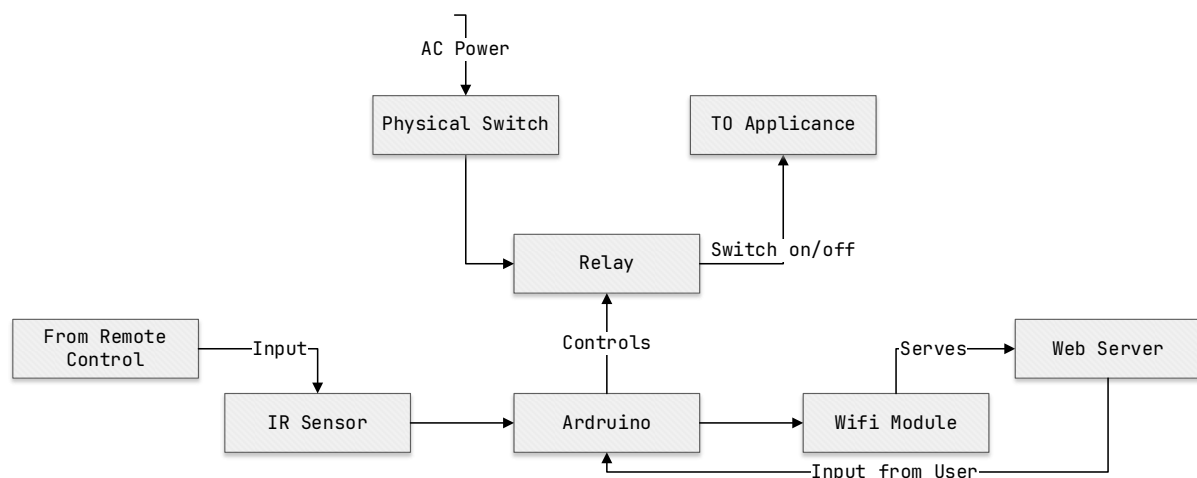 AC Power
Physical Switch
TO Applicance
Relay
Switch on/off
From Remote
Control
Input
Controls
Serves
Web Server
IR Sensor
Ardruino
Wifi Module
Input from User